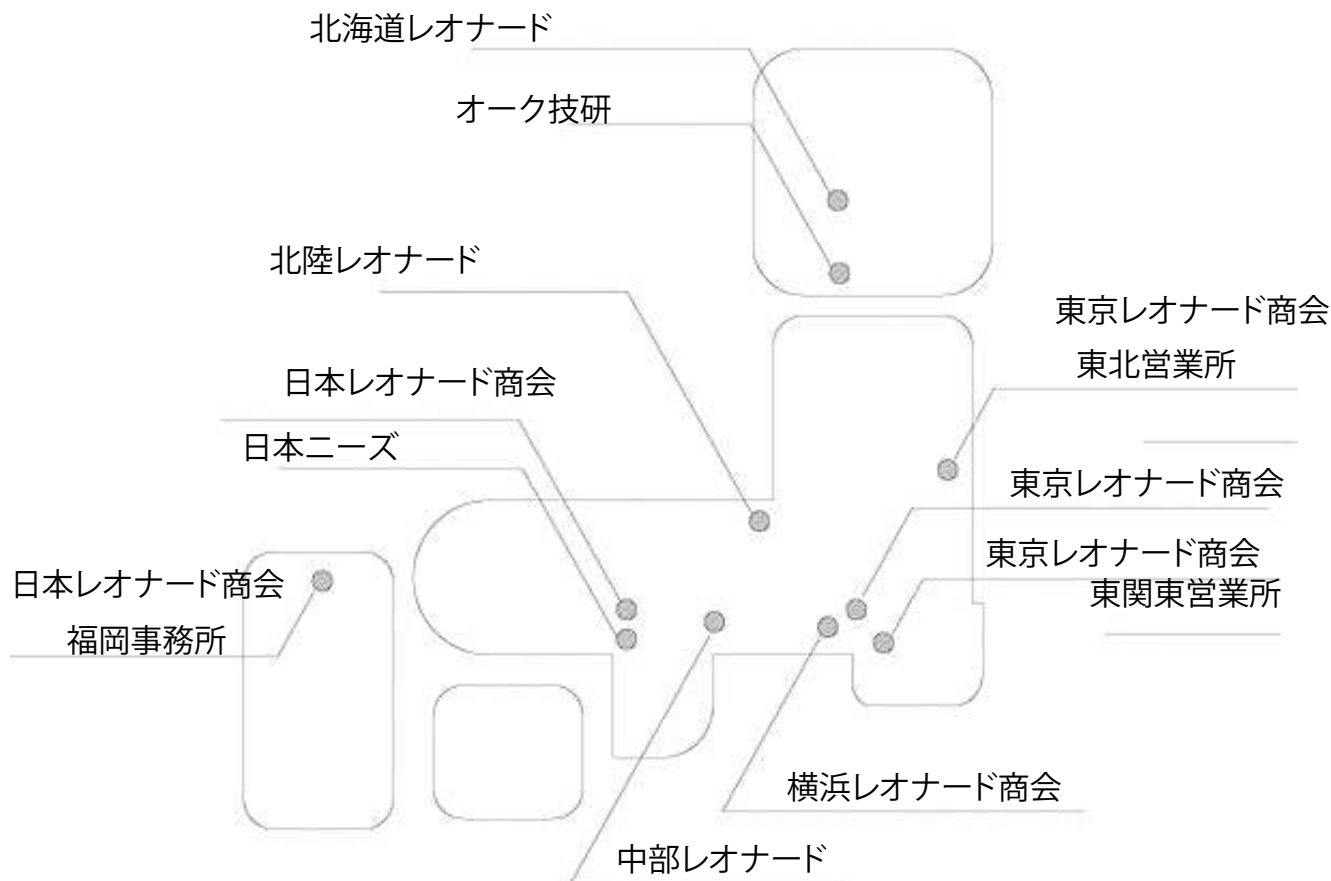 北海道レオナード
オーク技研
北陸レオナード
東京レオナード商会
東北営業所
日本レオナード商会
日本ニーズ
東京レオナード商会
東京レオナード商会
東関東営業所
日本レオナード商会
福岡事務所
横浜レオナード商会
中部レオナード